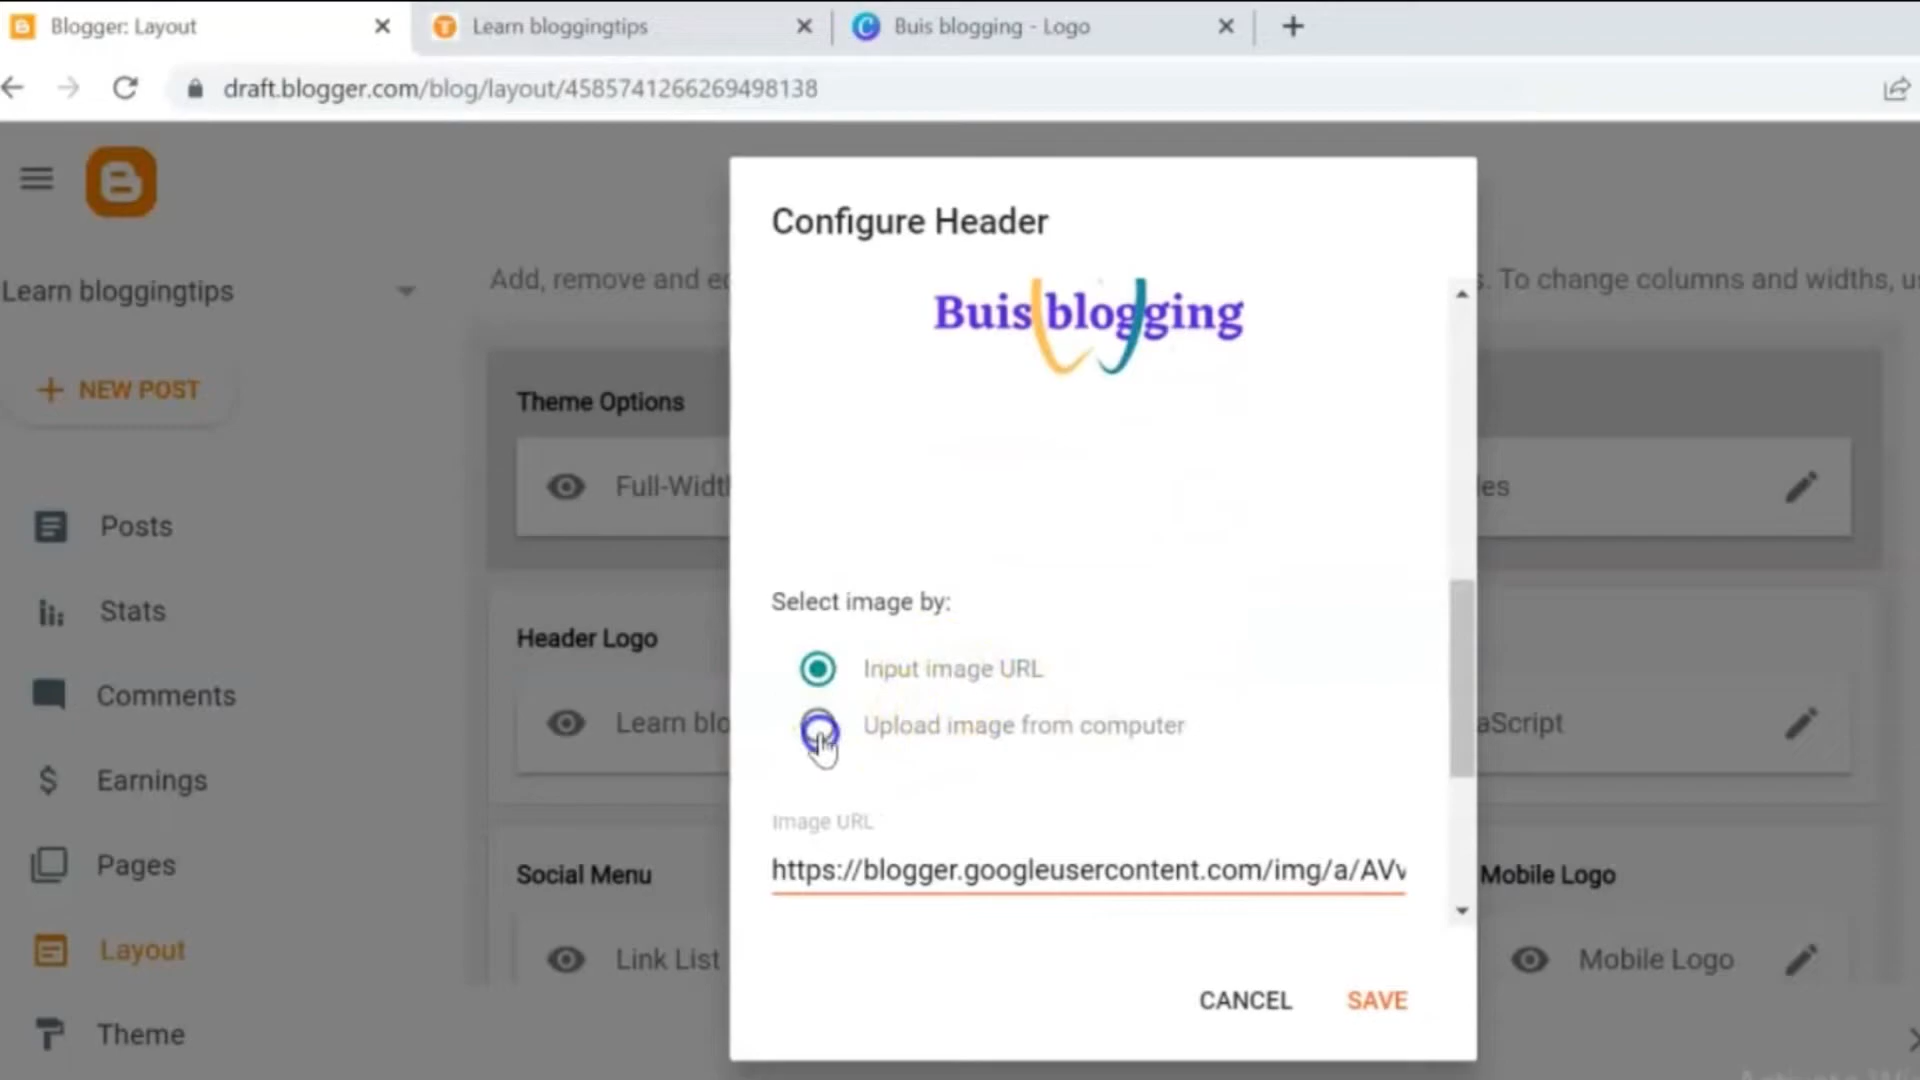 Blogger: Layout
Learn bloggingtips
Buis blogging - Logo
draft.blogger.com/blog/layout/4585741266269498138
Learn bloggingtips
Add, remove and
. To change columns and widths,
NEW POST
Posts
Stats
Comments
Earnings
Pages
Layout
Theme
Theme Options
Full-Widt
les
Header Logo
Learn blo
aScript
Social Menu
Link List
Mobile Logo
Mobile Logo
Configure Header
Buis blogging
Select image by:
Input image URL
Upload image from computer
Image URL
https://blogger.googleusercontent.com/img/a/AVv
CANCEL
SAVE